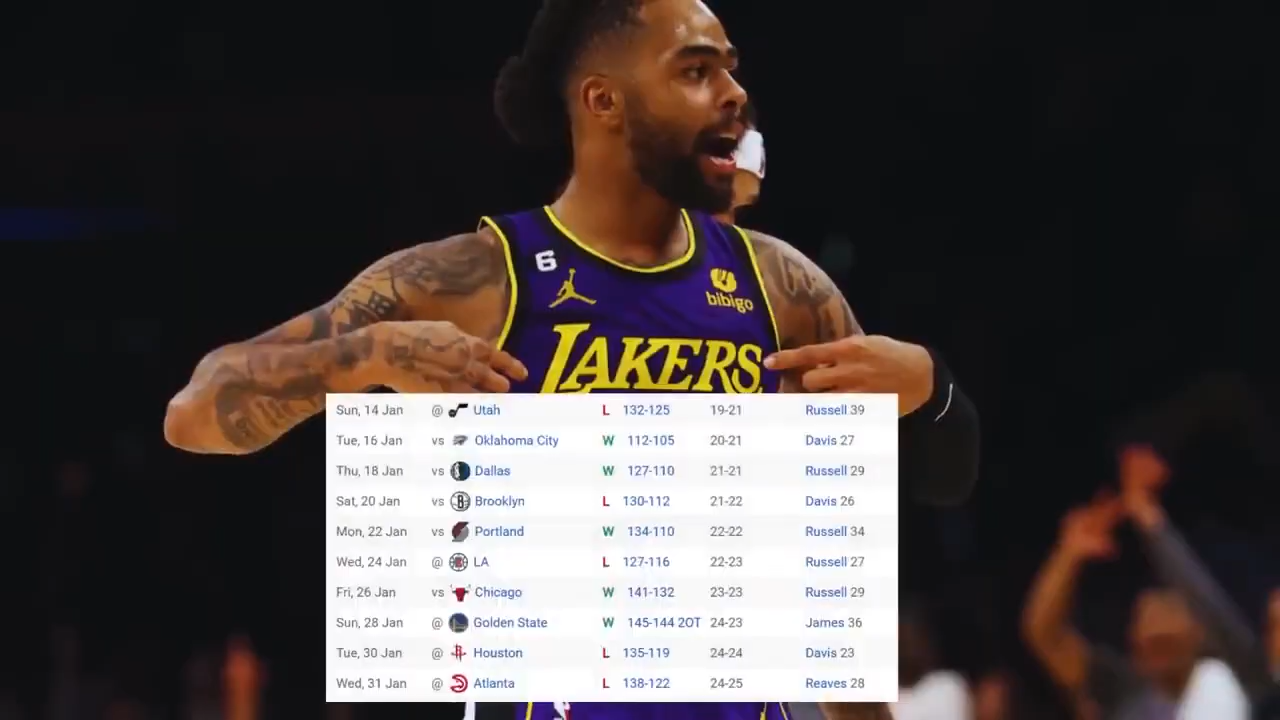 6
bibigo
LAKERS
Sun, 14 Jan @ Utah L 132-125 19-21 Russell 39
Tue, 16 Jan vs Oklahoma City W 112-105 20-21 Davis 27
Thu, 18 Jan vs Dallas W 127-110 21-21 Russell 29
Sat, 20 Jan vs Brooklyn L 130-112 21-22 Davis 26
Mon, 22 Jan vs Portland W 134-110 22-22 Russell 34
Wed, 24 Jan @ LA L 127-116 22-23 Russell 27
Fri, 26 Jan vs Chicago W 141-132 23-23 Russell 29
Sun, 28 Jan @ Golden State W 145-144 2OT 24-23 James 36
Tue, 30 Jan @ Houston L 135-119 24-24 Davis 23
Wed, 31 Jan @ Atlanta L 138-122 24-25 Reaves 28